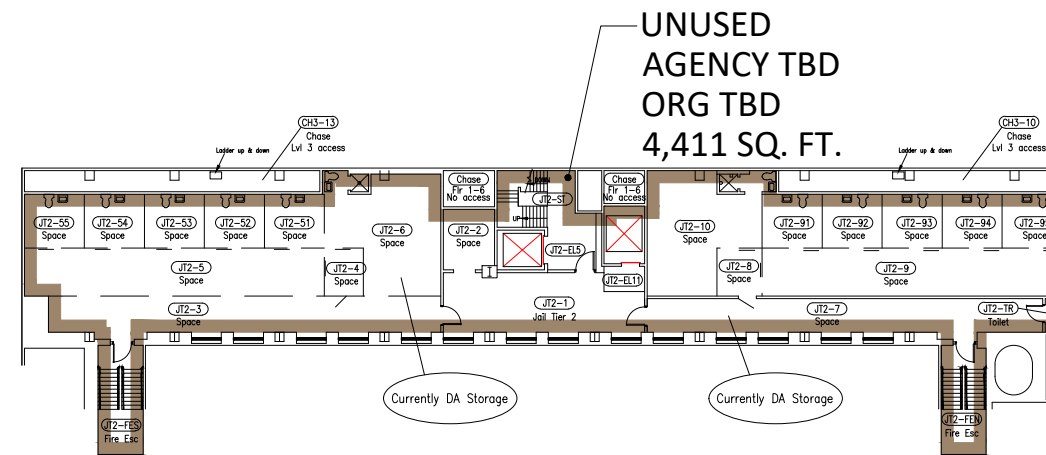 UNUSED
AGENCY TBD
ORG TBD
4,411 SQ. FT.
CH3-13
Chase
Lvl 3 access
Ladder up & down
CH3-10
Chase
Lvl 3 access
Ladder up & down
Chase
Flr 1-6
No access
DOWN
UP
JT2-ST
Chase
Flr 1-6
No access
JT2-55
Space
JT2-54
Space
JT2-53
Space
JT2-52
Space
JT2-51
Space
JT2-6
Space
JT2-2
Space
JT2-10
Space
JT2-91
Space
JT2-92
Space
JT2-93
Space
JT2-94
Space
Space
JT2-5
Space
JT2-4
Space
JT2-EL5
JT2-EL11
JT2-8
Space
JT2-9
Space
JT2-3
Space
JT2-1
Jail Tier 2
JT2-7
Space
JT2-TR
Toilet
Currently DA Storage
Currently DA Storage
JT2-FES
Fire Esc
JT2-FEN
Fire Esc